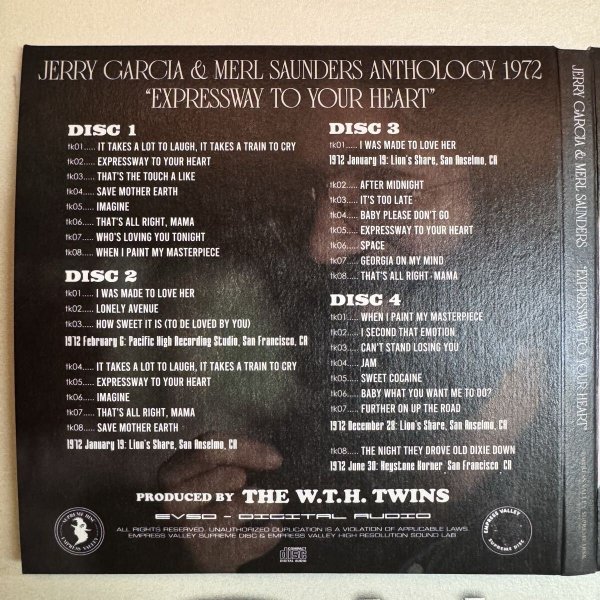 JERRY GARCIA & MERL SAUNDERS ANTHOLOGY 1972
"EXPRESSWAY TO YOUR HEART"
DISC 1
tk01..... IT TAKES A LOT TO LAUGH, IT TAKES A TRAIN TO CRY
tk02..... EXPRESSWAY TO YOUR HEART
tk03..... THAT'S THE TOUCH A LIKE
tk04..... SAVE MOTHER EARTH
tk05..... IMAGINE
tk06..... THAT'S ALL RIGHT, MAMA
tk07..... WHO'S LOVING YOU TONIGHT
tk08..... WHEN I PAINT MY MASTERPIECE
DISC 2
tk01..... I WAS MADE TO LOVE HER
tk02..... LONELY AVENUE
tk03..... HOW SWEET IT IS (TO DE LOVED BY YOU)
1972 February 6: Pacific High Recording Studio, San Francisco, CA
tk04..... IT TAKES A LOT TO LAUGH, IT TAKES A TRAIN TO CRY
tk05..... EXPRESSWAY TO YOUR HEART
tk06..... IMAGINE
tk07..... THAT'S ALL RIGHT, MAMA
tk08..... SAVE MOTHER EARTH
1972 January 19: Lion's Share, San Anselmo, CA
DISC 3
tk01..... I WAS MADE TO LOVE HER
1972 January 19: Lion's Share, San Anselmo, CA
tk02..... AFTER MIDNIGHT
tk03..... IT'S TOO LATE
tk04..... BABY PLEASE DON'T GO
tk05..... EXPRESSWAY TO YOUR HEART
tk06..... SPACE
tk07..... GEORGIA ON MY MIND
tk08..... THAT'S ALL RIGHT MAMA
DISC 4
tk01..... WHEN I PAINT MY MASTERPIECE
tk02..... I SECOND THAT EMOTION
tk03..... CAN'T STAND LOSING YOU
tk04..... JAM
tk05..... SWEET COCAINE
tk06..... BABY WHAT YOU WANT ME TO DO?
tk07..... FURTHER ON UP THE ROAD
1972 December 28: Lion's Share, San Anselmo, CA
tk08..... THE NIGHT THEY DROVE OLD DIXIE DOWN
1972 June 30: Keystone Korner, San Francisco CA
PRODUCED BY THE W.T.H. TWINS
EVSD - DIGITAL AUDIO
ALL RIGHTS RESERVED. UNAUTHORIZED DUPLICATION IS A VIOLATION OF APPLICABLE LAWS.
EMPRESS VALLEY SUPREME DISC & EMPRESS VALLEY HIGH RESOLUTION SOUND LAB.
COMPACT
disc
DIGITAL AUDIO
SUPREME DISC
EMPRESS VALLEY
EMPRESS VALLEY
SUPREME DISC
JERRY GARCIA & MERL SAUNDERS
"EXPRESSWAY TO YOUR HEART"